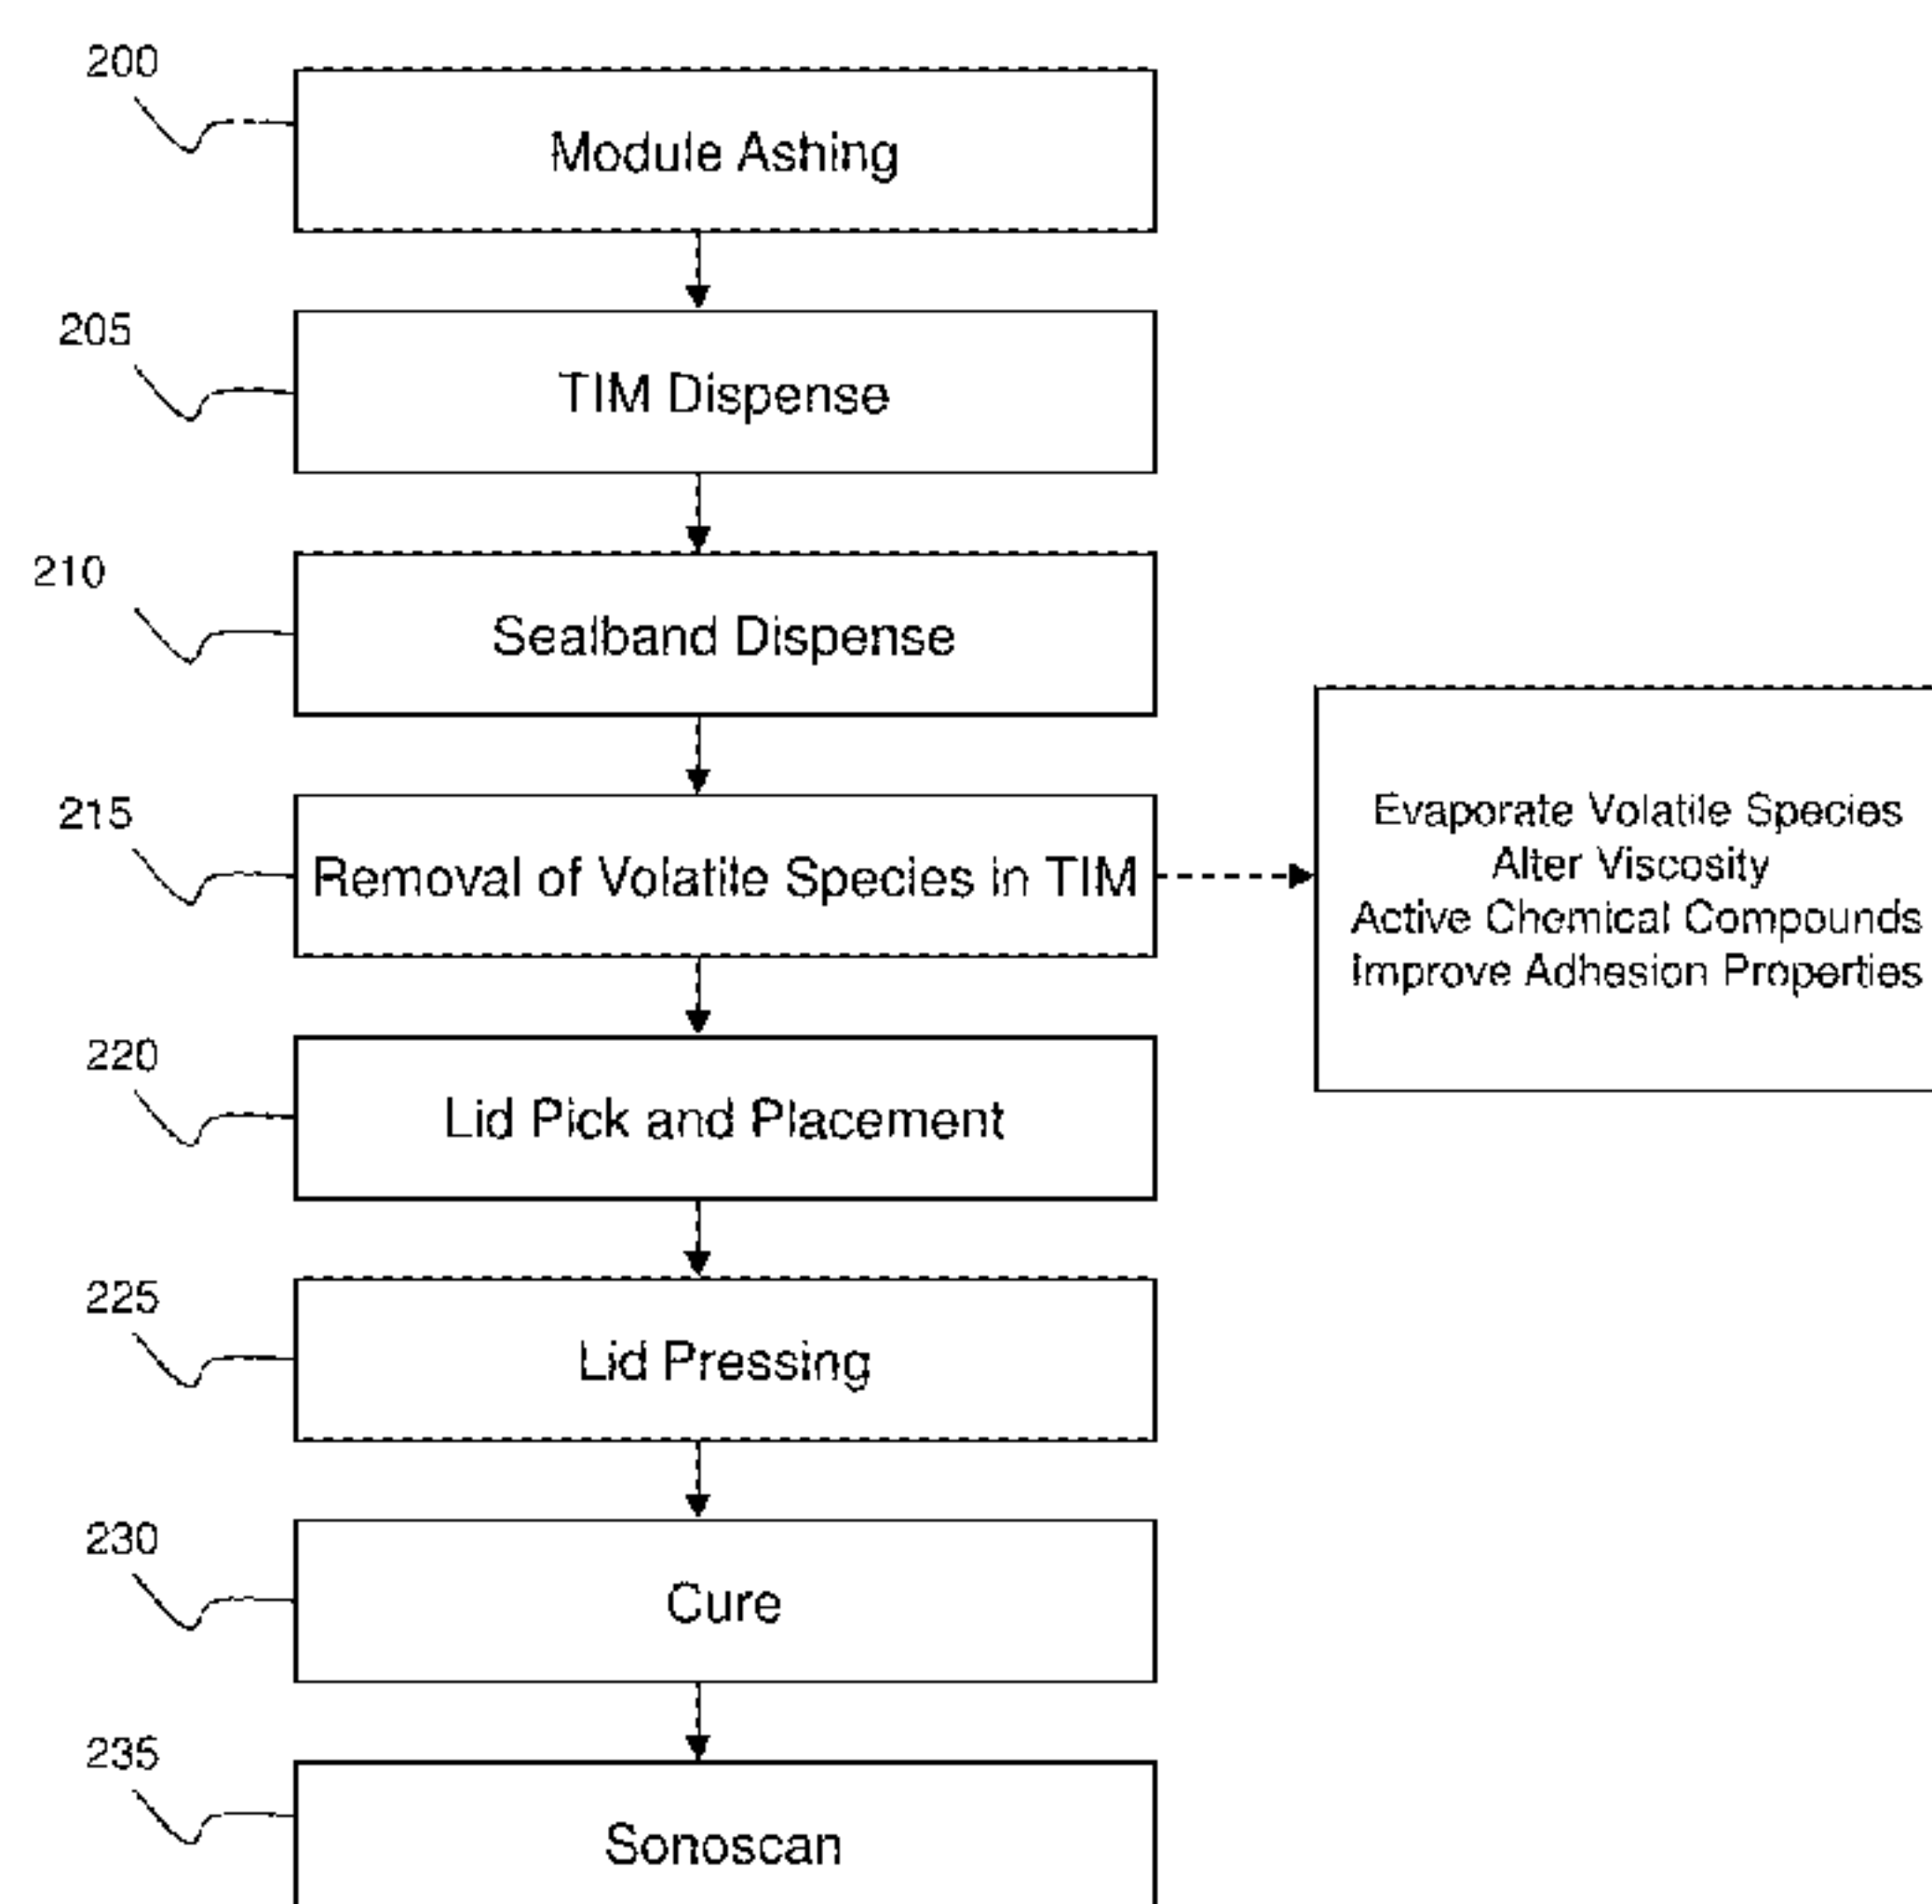 200
Module Ashing
205
TIM Dispense
210
Sealband Dispense
215
Removal of Volatile Species in TIM
Evaporate Volatile Species
Alter Viscosity
Active Chemical Compounds
Improve Adhesion Properties
220
Lid Pick and Placement
225
Lid Pressing
230
Cure
235
Sonoscan